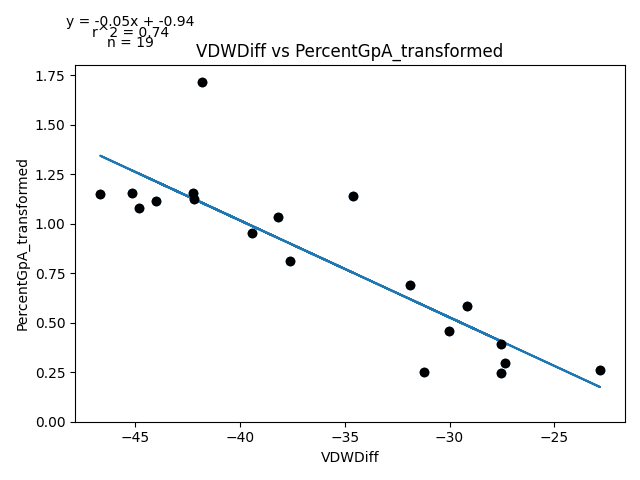 y = -0.05x + -0.94
r^2 = 0.74
n = 19
VDWDiff vs PercentGpA_transformed
PercentGpA_transformed
1.75
1.50
1.25
1.00
0.75
0.50
0.25
0.00
−45
−40
−35
−30
−25
VDWDiff